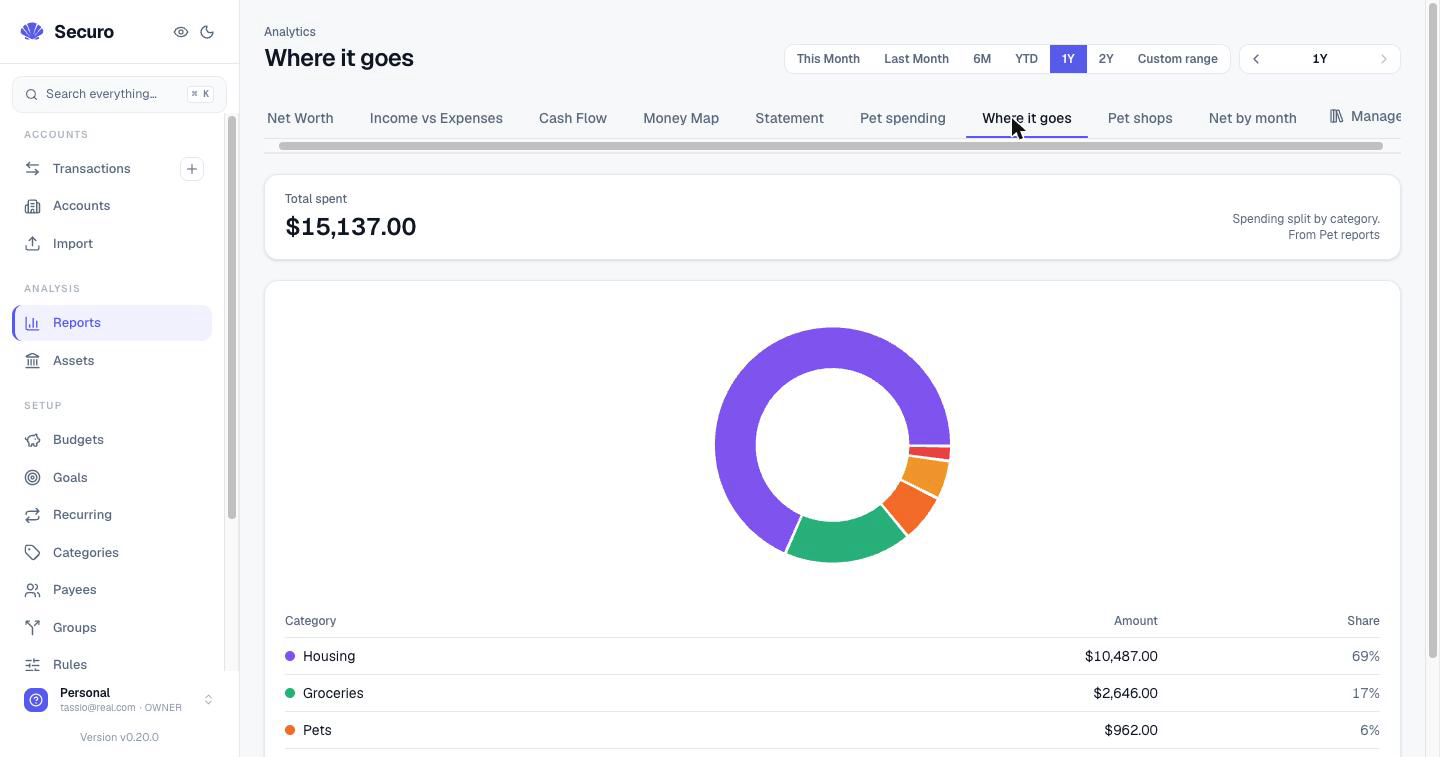 Securo
Search everything... ⌘ K
ACCOUNTS
Transactions
Accounts
Import
ANALYSIS
Reports
Assets
SETUP
Budgets
Goals
Recurring
Categories
Payees
Groups
Rules
Personal
tassio@real.com · OWNER
Version v0.20.0
Analytics
Where it goes
This Month Last Month 6M YTD 1Y 2Y Custom range 1Y
Net Worth Income vs Expenses Cash Flow Money Map Statement Pet spending Where it goes Pet shops Net by month Manage
Total spent
$15,137.00
Spending split by category.
From Pet reports
Category Amount Share
Housing $10,487.00 69%
Groceries $2,646.00 17%
Pets $962.00 6%